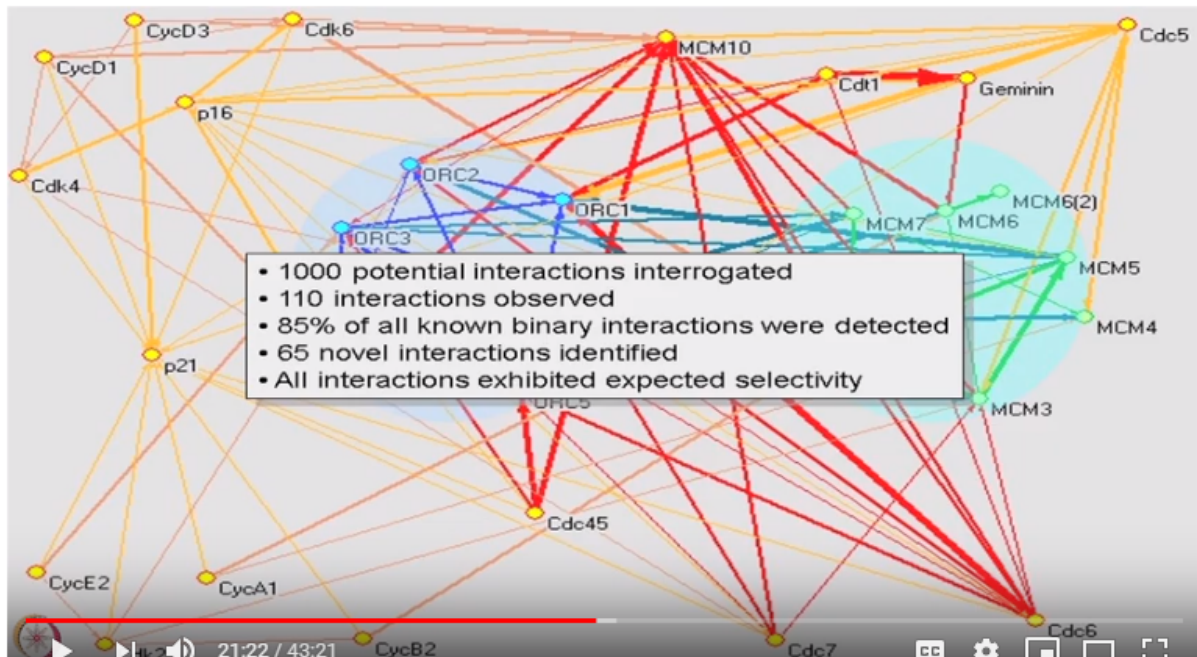 CycD3
Cdk6
MCM10
Cdc5
CycD1
Cdt1
Geminin
p16
Cdk4
ORC2
ORC1
MCM6(2)
MCM7
MCM6
ORC3
MCM5
• 1000 potential interactions interrogated
• 110 interactions observed
• 85% of all known binary interactions were detected
• 65 novel interactions identified
• All interactions exhibited expected selectivity
MCM4
p21
ORC5
MCM3
Cdc45
CycE2
CycA1
Cdc6
CycB2
Cdc7
21:22 / 43:21
CC